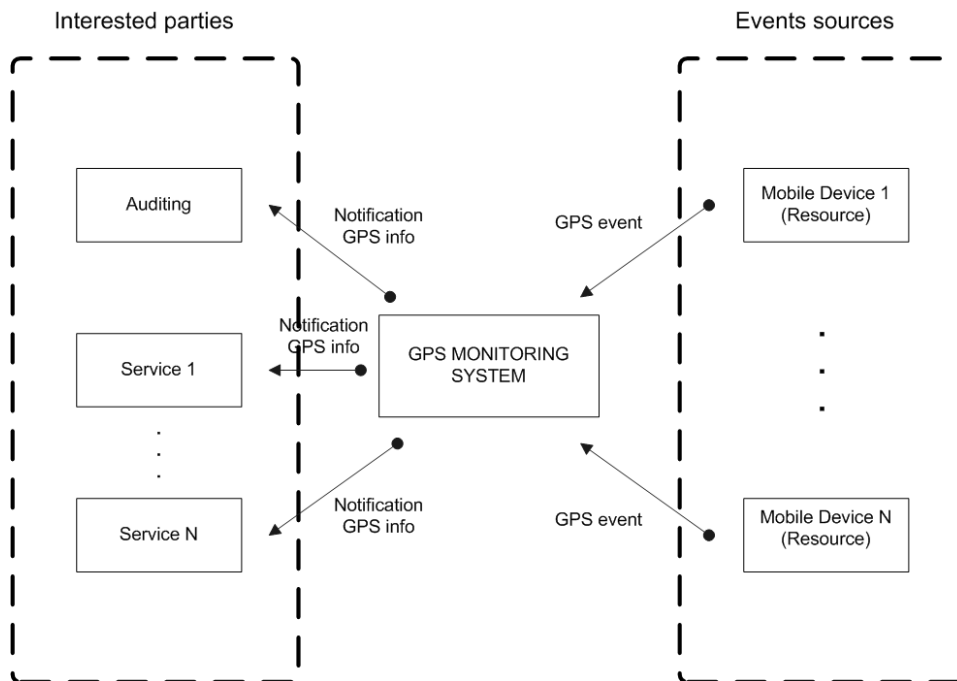 Interested parties
Events sources
Auditing
Notification
GPS info
GPS event
Mobile Device 1
(Resource)
Notification
GPS info
Service 1
GPS MONITORING
SYSTEM
Service N
Notification
GPS info
GPS event
Mobile Device N
(Resource)